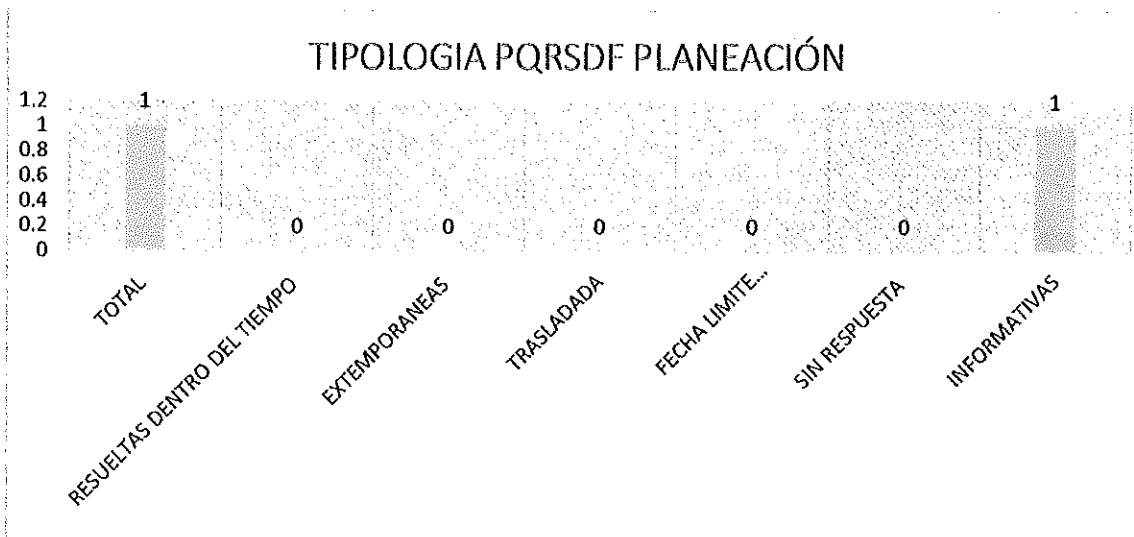 TIPOLOGIA PQRSDF PLANEACIÓN
1.2
1
0.8
0.6
0.4
0.2
0
1
0
0
0
0
0
1
TOTAL
RESUELTAS DENTRO DEL TIEMPO
EXTEMPORANEAS
TRASLADADA
FECHA LIMITE...
SIN RESPUESTA
INFORMATIVAS